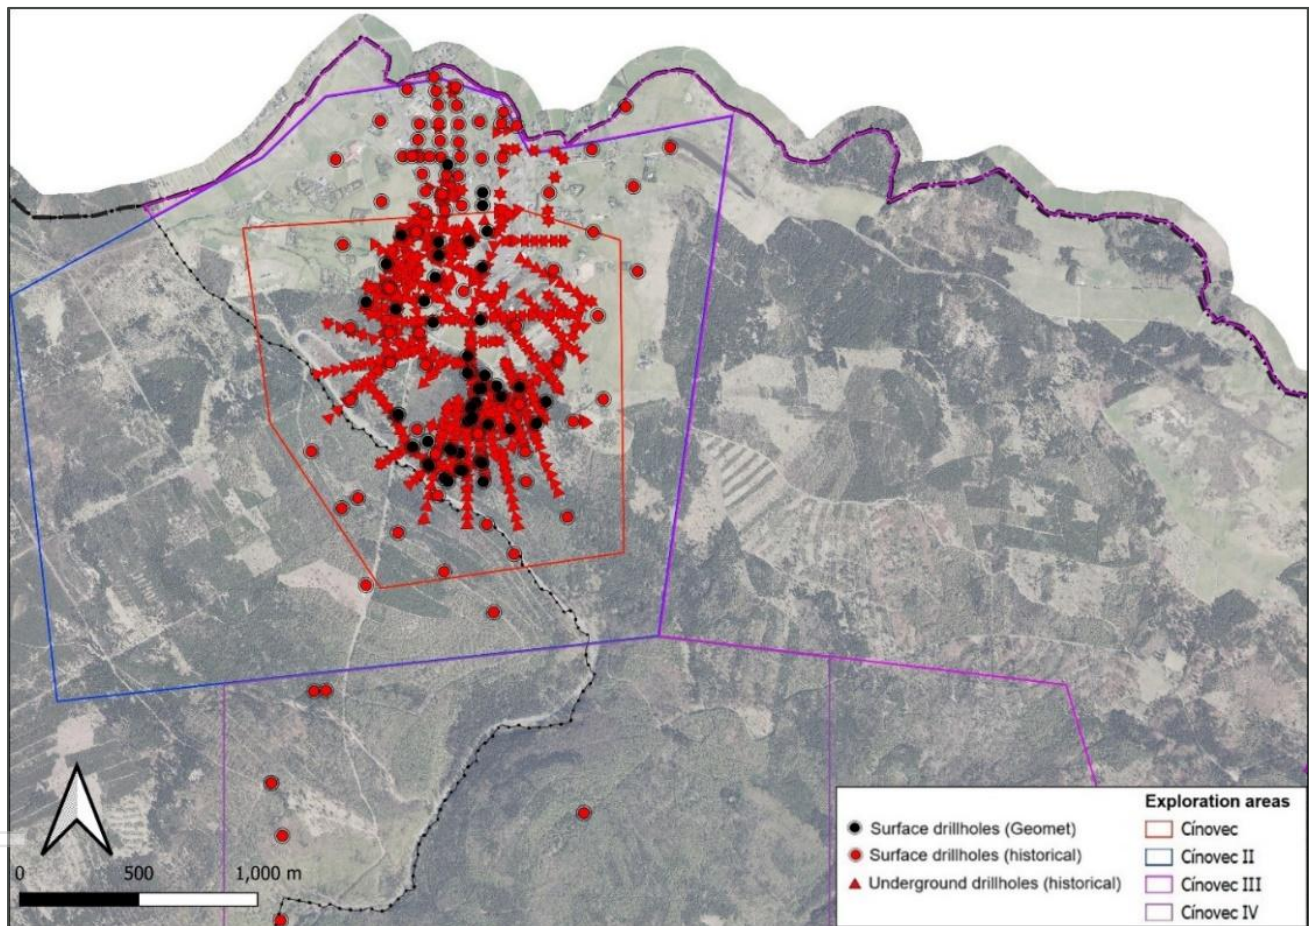 0 500 1,000 m
Surface drillholes (Geomet)
Surface drillholes (historical)
Underground drillholes (historical)
Exploration areas
Cínovec
Cínovec II
Cínovec III
Cínovec IV